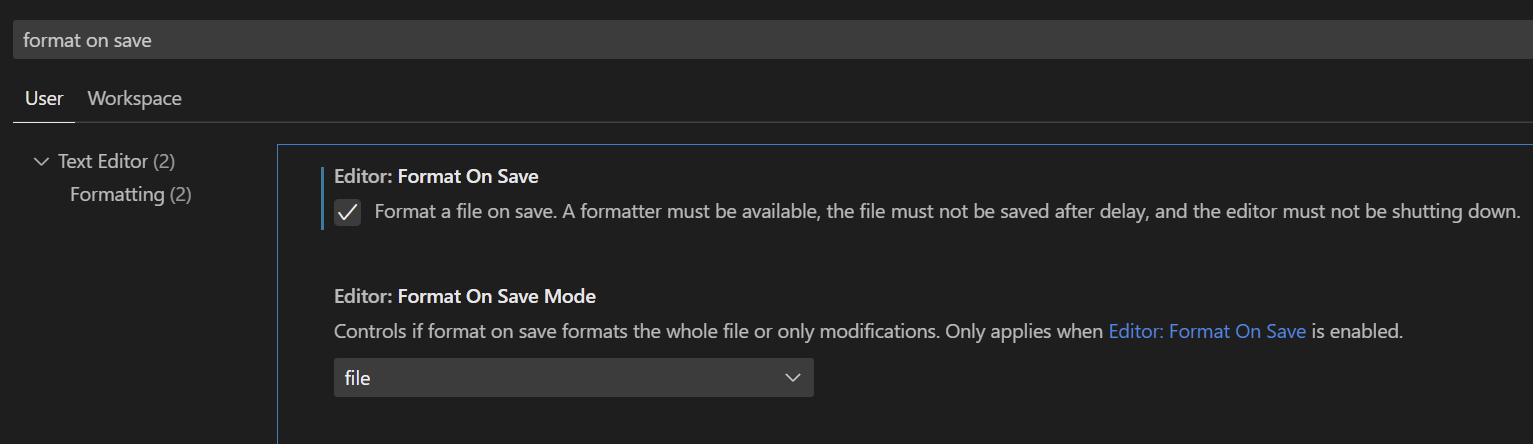 format on save
User
Workspace
Text Editor (2)
Formatting (2)
Editor: Format On Save
Format a file on save. A formatter must be available, the file must not be saved after delay, and the editor must not be shutting down.
Editor: Format On Save Mode
Controls if format on save formats the whole file or only modifications. Only applies when Editor: Format On Save is enabled.
file